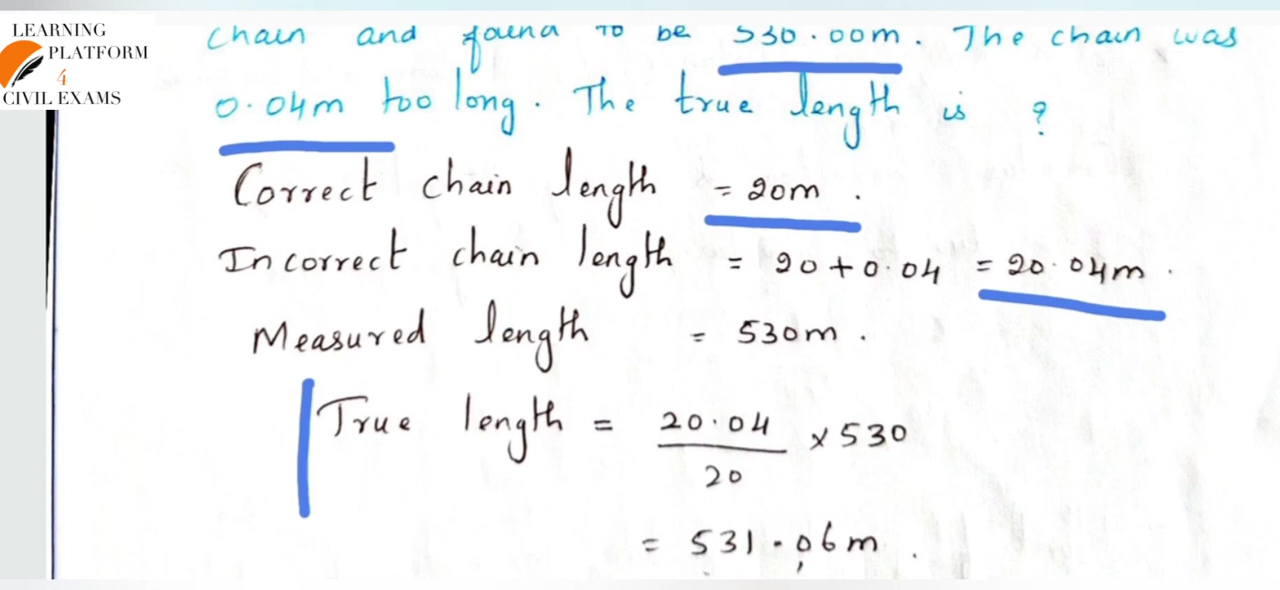 LEARNING
PLATFORM
4
CIVIL EXAMS
chain and found to be 530.00m. The chain was
0.04m too long. The true length is ?
Correct chain length = 20m.
Incorrect chain length = 20+0.04 = 20.04m.
Measured length = 530m.
True length = 20.04/20 x 530
= 531.06m.